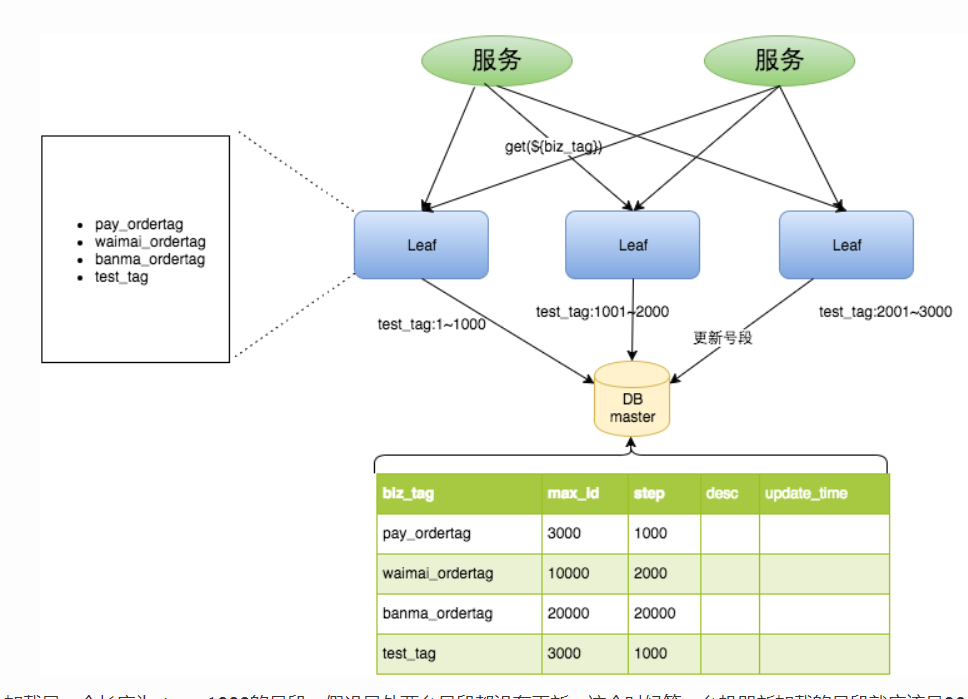 服务
服务
get(${biz_tag})
pay_ordertag
waimai_ordertag
banma_ordertag
test_tag
Leaf
Leaf
Leaf
test_tag:1~1000
test_tag:1001~2000
test_tag:2001~3000
更新号段
DB
master
biz_tag max_id step desc update_time
pay_ordertag 3000 1000
waimai_ordertag 10000 2000
banma_ordertag 20000 20000
test_tag 3000 1000